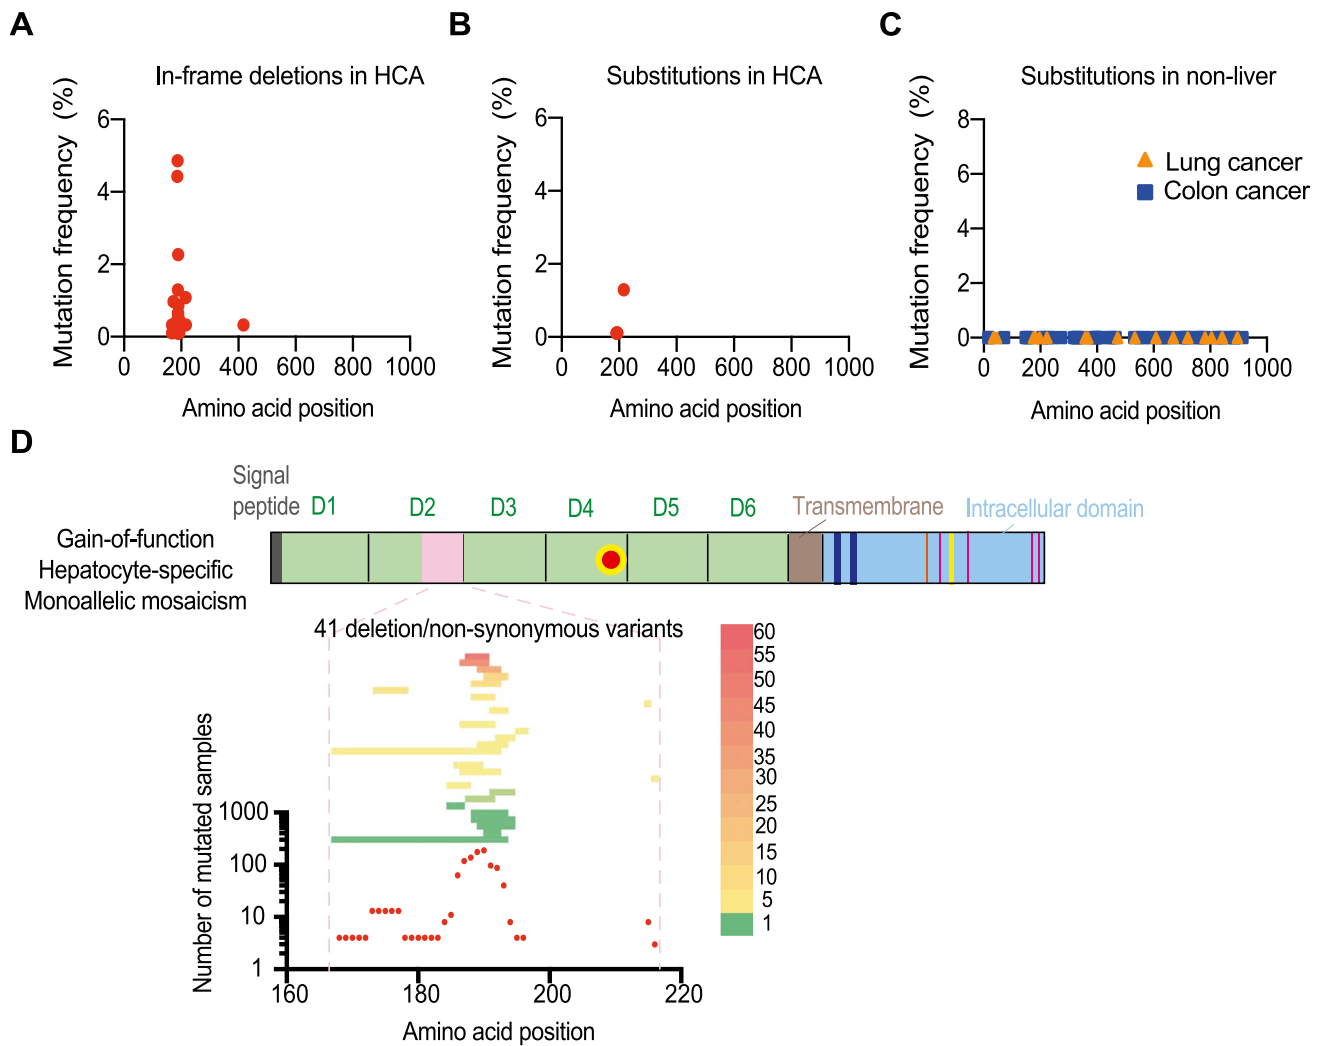 A
B
C
In-frame deletions in HCA
Substitutions in HCA
Substitutions in non-liver
Mutation frequency (%)
6
4
2
0
0 200 400 600 800 1000
Amino acid position
Mutation frequency (%)
6
4
2
0
0 200 400 600 800 1000
Amino acid position
Mutation frequency (%)
8
6
4
2
0
0 200 400 600 800 1000
Amino acid position
Lung cancer
Colon cancer
D
Signal
peptide
D1 D2 D3 D4 D5 D6
Transmembrane
Intracellular domain
Gain-of-function
Hepatocyte-specific
Monoallelic mosaicism
41 deletion/non-synonymous variants
60
55
50
45
40
35
30
25
20
15
10
5
1
Number of mutated samples
1000
100
10
1
160 180 200 220
Amino acid position